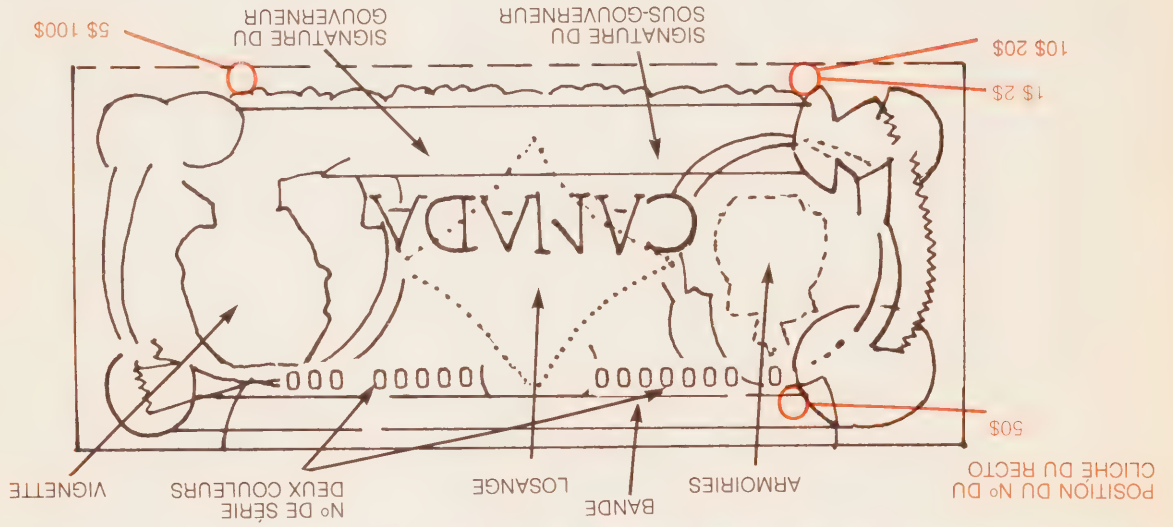 POSITION DU Nº DU
CLICHÉ DU RECTO
ARMOIRIES
BANDE
LOSANGE
Nº DE SÉRIE
DEUX COULEURS
VIGNETTE
50$
0 0000000 00000 000
CANADA
1$ 2$
10$ 20$
SIGNATURE DU
SOUS-GOUVERNEUR
SIGNATURE DU
GOUVERNEUR
5$ 100$